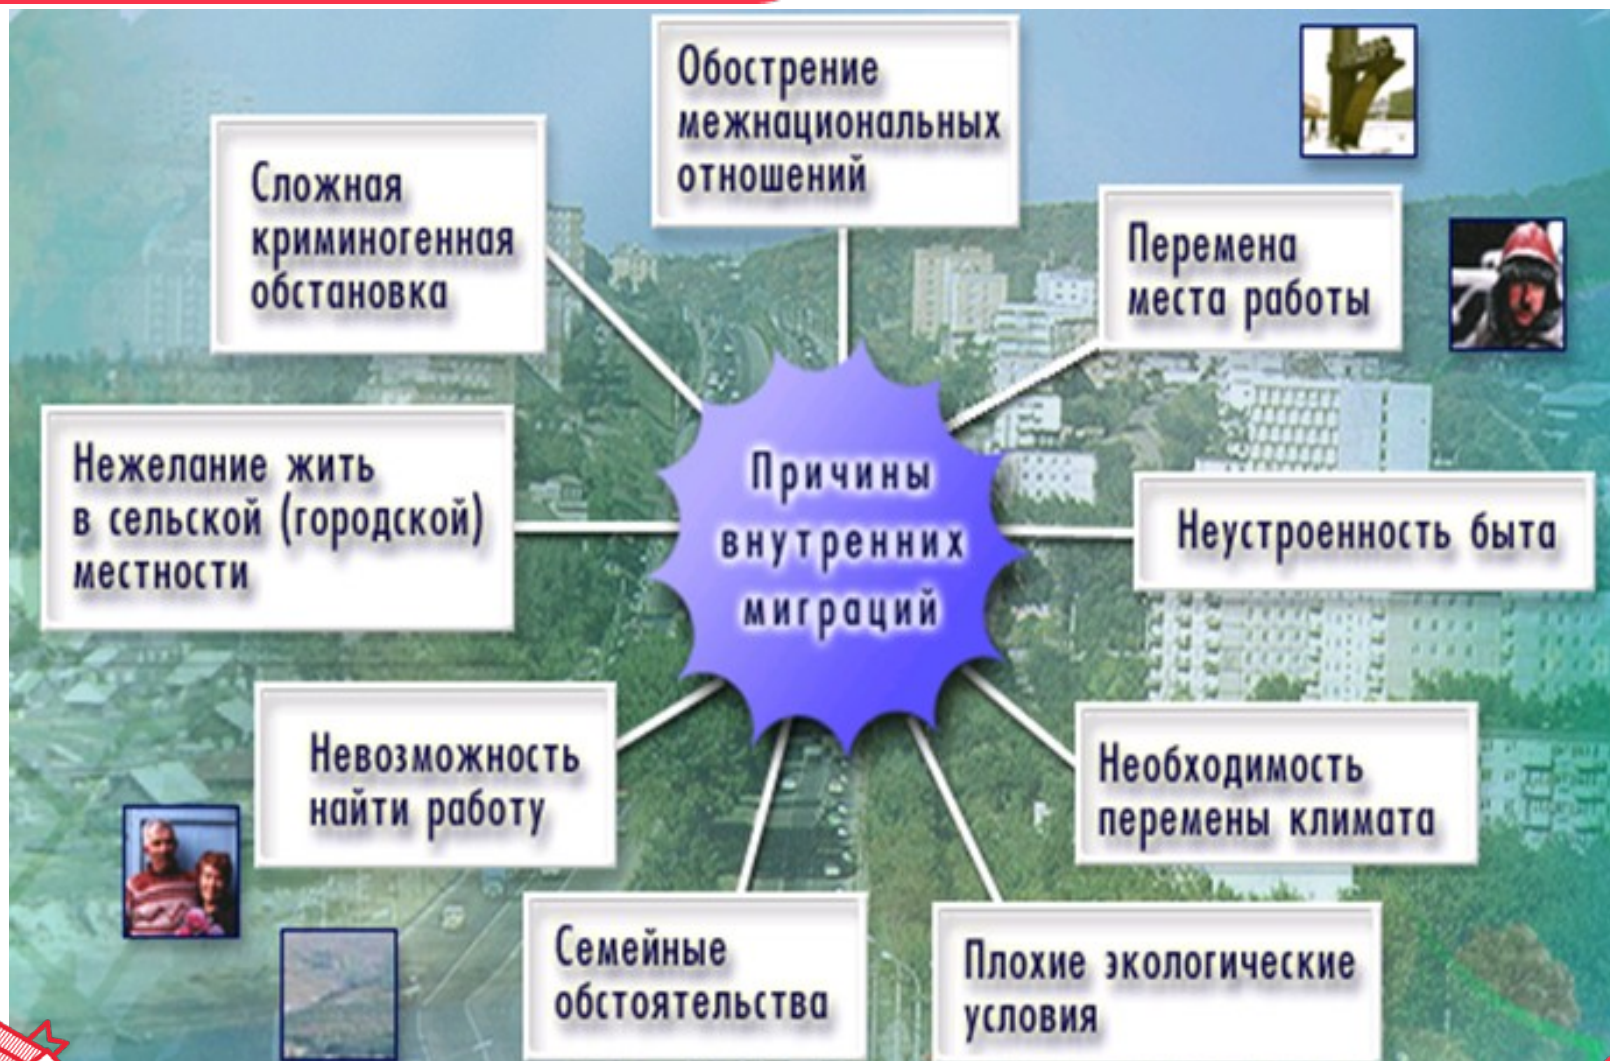 Обострение
межнациональных
отношений
Сложная
криминогенная
обстановка
Перемена
места работы
Нежелание жить
в сельской (городской)
местности
Причины
внутренних
миграций
Неустроенность быта
Невозможность
найти работу
Необходимость
перемены климата
Семейные
обстоятельства
Плохие экологические
условия